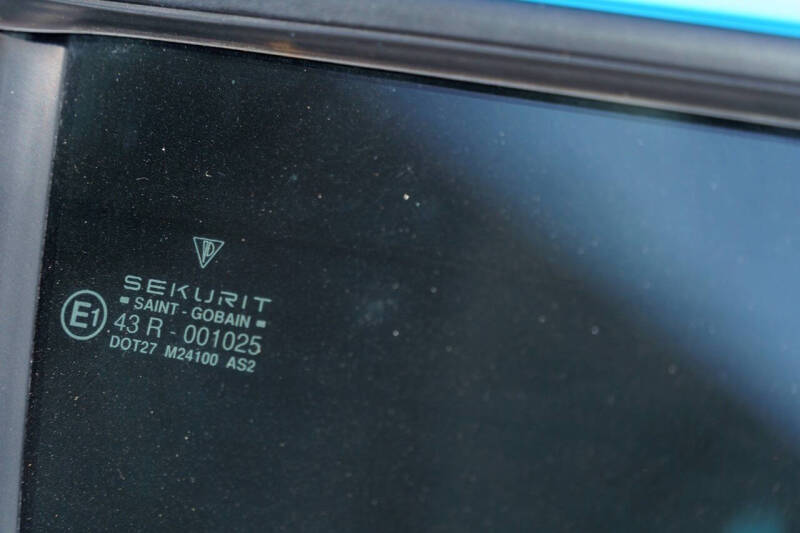 SEKURIT
SAINT - GOBAIN
E1
43 R - 001025
DOT27 M24100 AS2